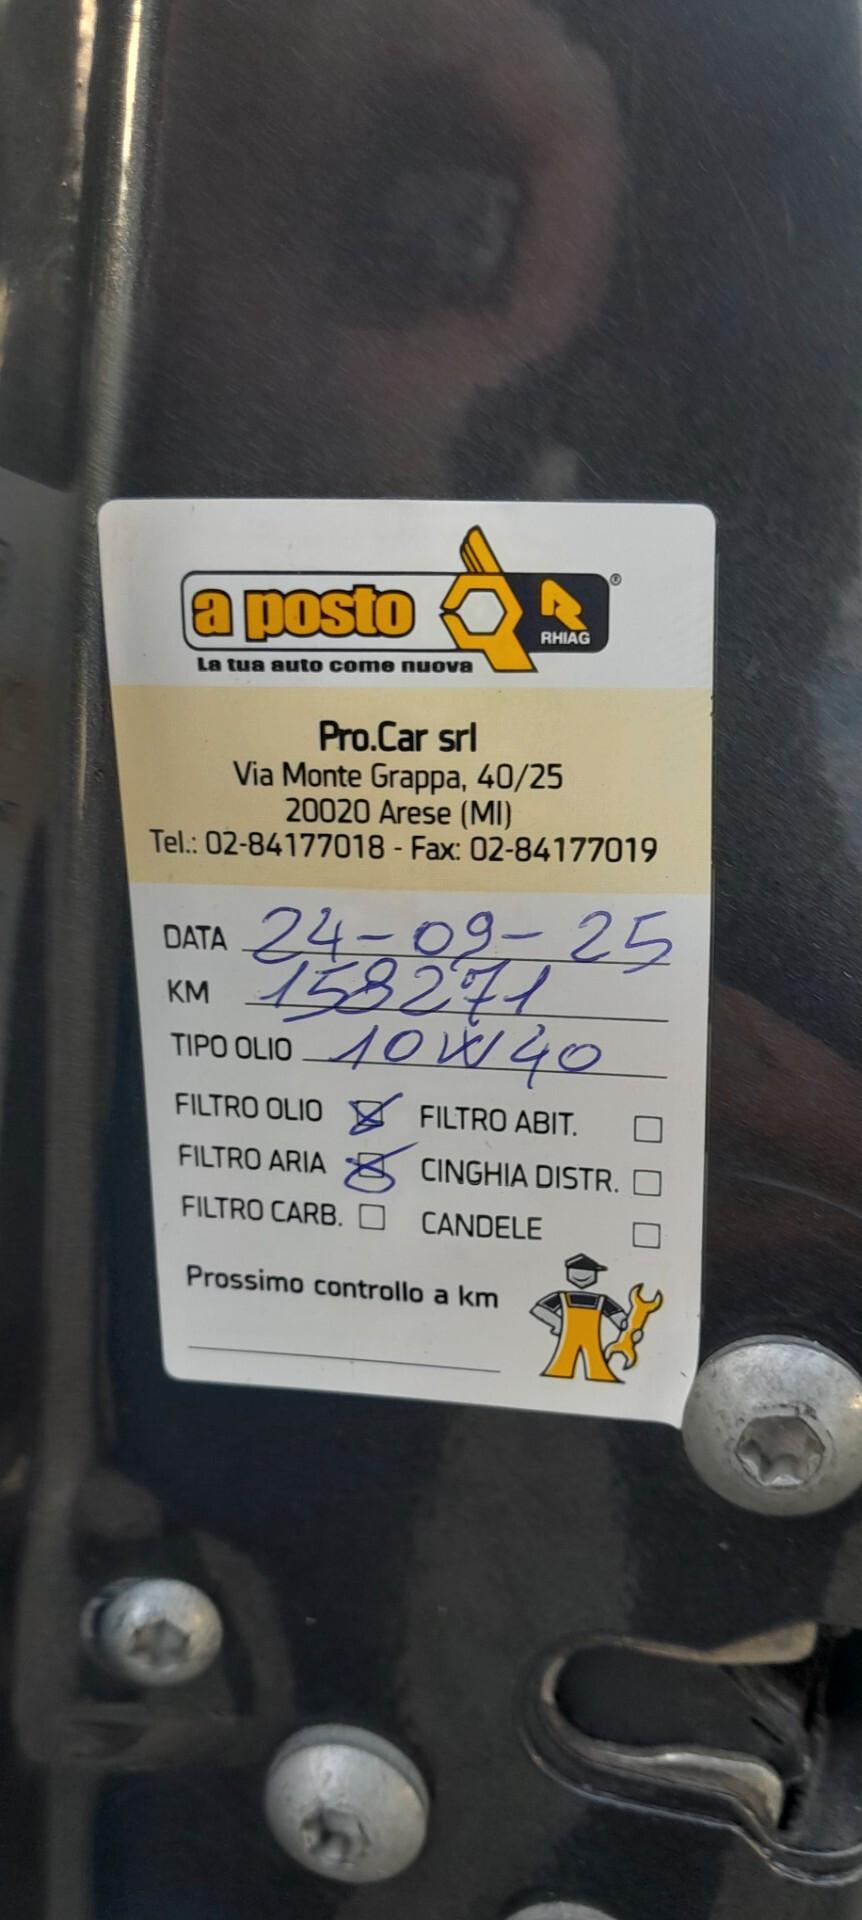 a posto RHIAG ®
La tua auto come nuova
Pro.Car srl
Via Monte Grappa, 40/25
20020 Arese (MI)
Tel.: 02-84177018 - Fax: 02-84177019
DATA 24-09-25
KM 158271
TIPO OLIO 10W40
FILTRO OLIO FILTRO ABIT.
FILTRO ARIA CINGHIA DISTR.
FILTRO CARB. CANDELE
Prossimo controllo a km